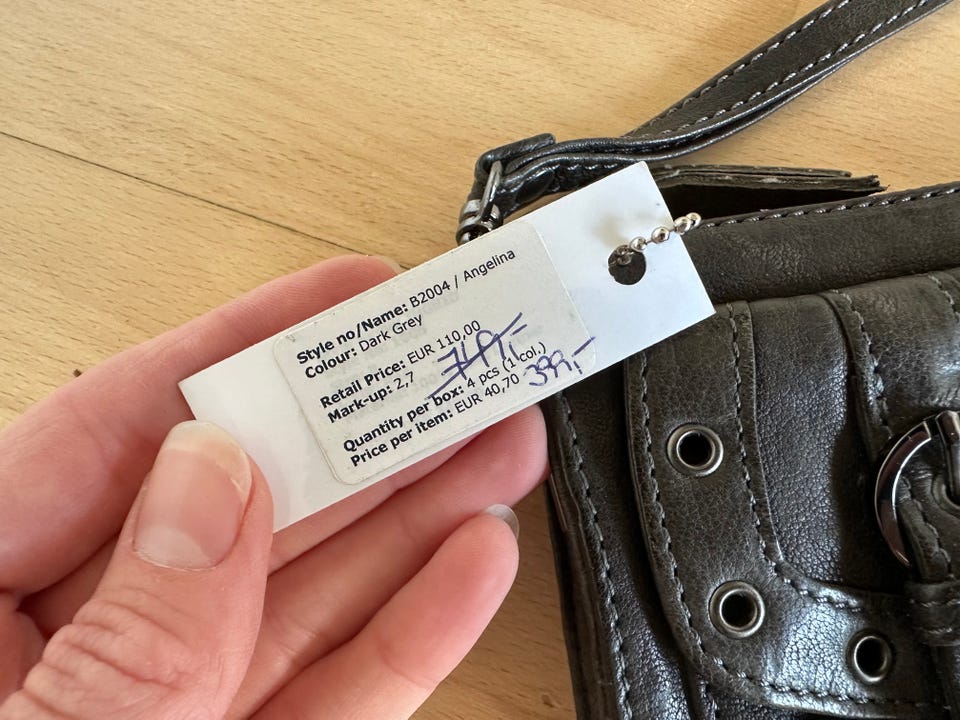 Style no/Name: B2004 / Angelina
Colour: Dark Grey
Retail Price: EUR 110,00
Mark-up: 2,7
Quantity per box: 4 pcs (1 col.)
Price per item: EUR 40,70
399,-